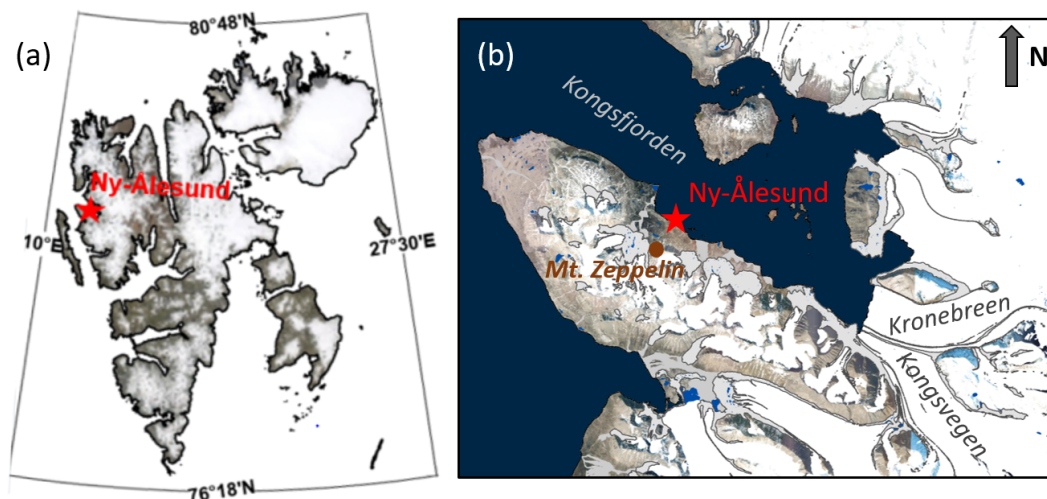 (a)
80°48'N
Ny-Ålesund
10°E
27°30'E
76°18'N
(b)
N
Kongsfjorden
Ny-Ålesund
Mt. Zeppelin
Kronebreen
Kongsvegen